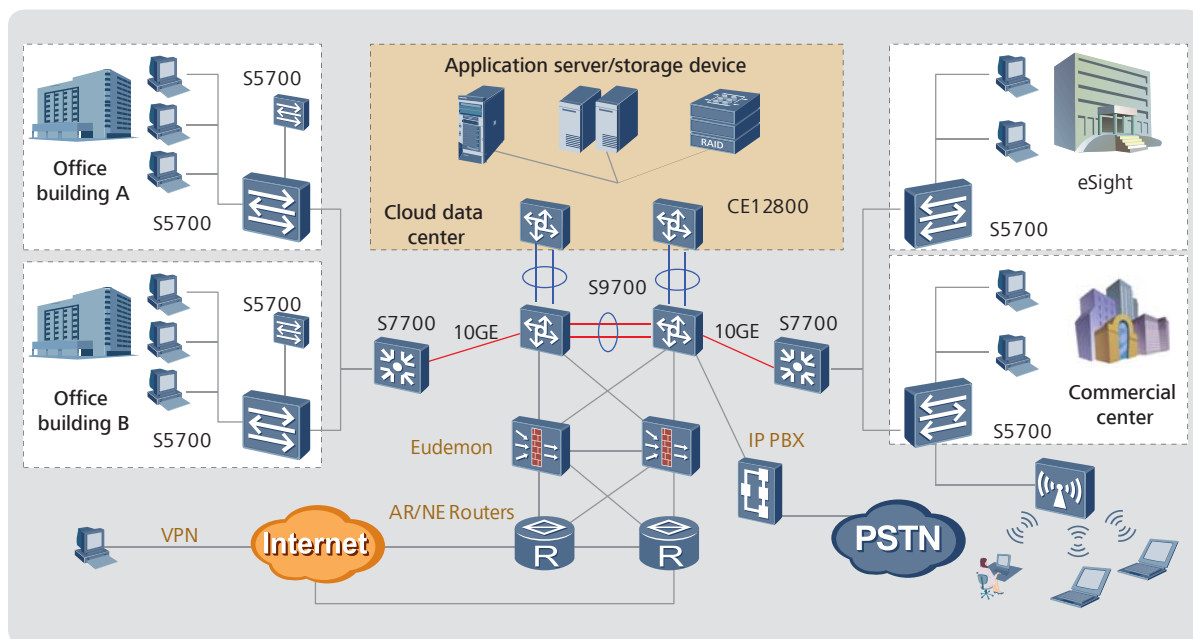 S5700
Office
building A
S5700
Application server/storage device
RAID
Cloud data
center
CE12800
eSight
S5700
S5700
Office
building B
S5700
S7700
10GE
S9700
10GE
S7700
Commercial
center
S5700
Eudemon
IP PBX
AR/NE Routers
VPN
Internet
R
R
PSTN